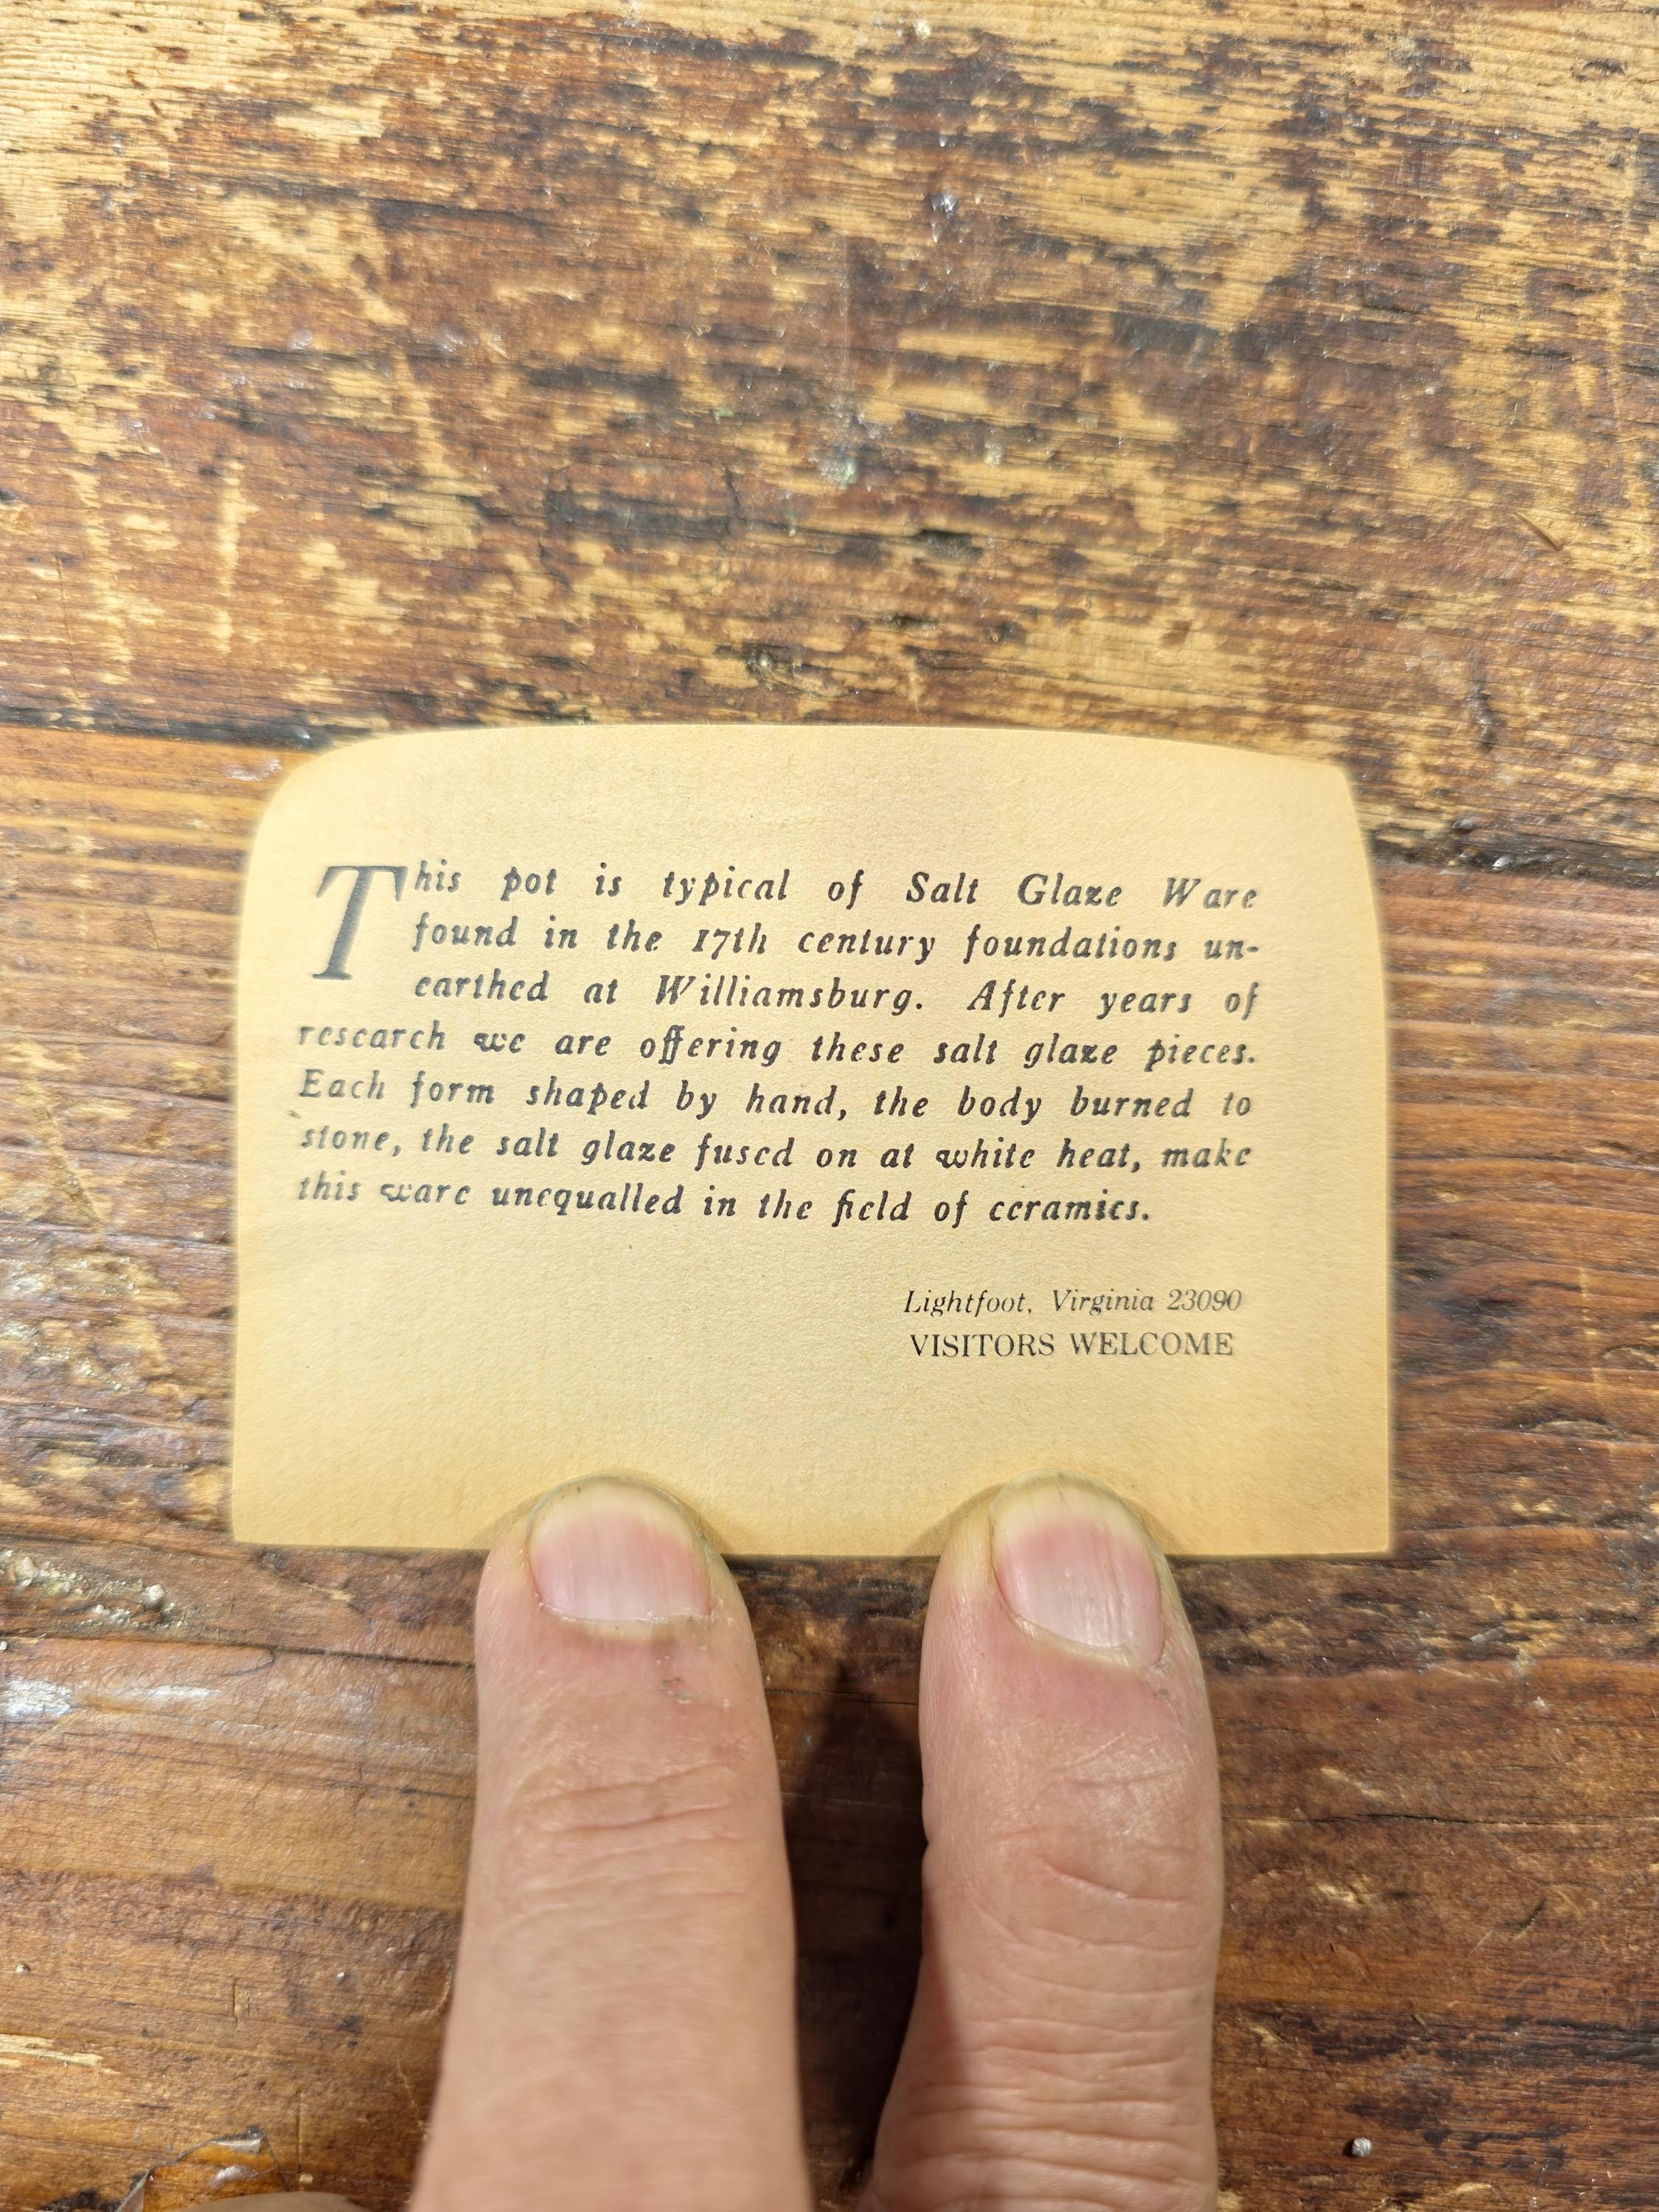 This pot is typical of Salt Glaze Ware
found in the 17th century foundations un-
earthed at Williamsburg. After years of
research we are offering these salt glaze pieces.
Each form shaped by hand, the body burned to
stone, the salt glaze fused on at white heat, make
this ware unequalled in the field of ceramics.
Lightfoot, Virginia 23090
VISITORS WELCOME